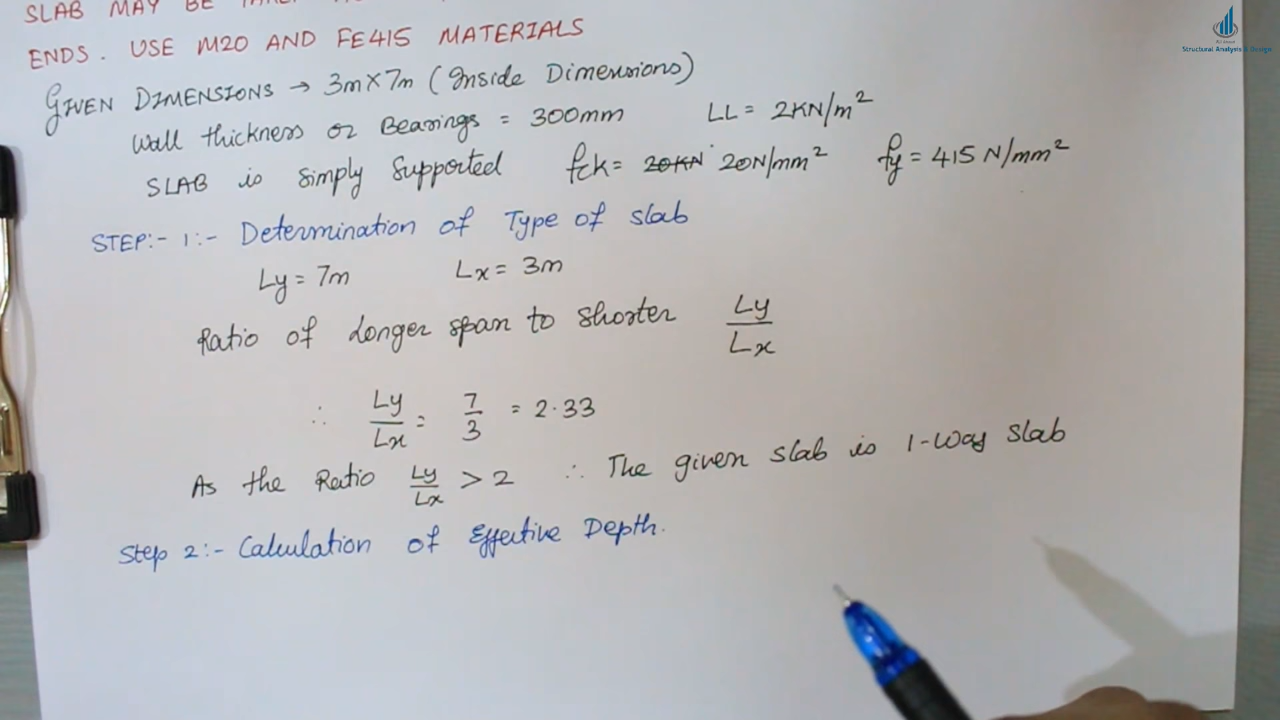 SLAB MAY BE
ENDS. USE M20 AND FE415 MATERIALS
GIVEN DIMENSIONS → 3m×7m (Inside Dimensions)
Wall thickness or Bearings = 300mm LL = 2KN/m²
SLAB is Simply Supported fck = 20KN 20N/mm² fy = 415 N/mm²
STEP:- 1:- Determination of Type of slab
Ly = 7m Lx = 3m
Ratio of Longer span to shorter Ly/Lx
∴ Ly/Lx = 7/3 = 2.33
As the Ratio Ly/Lx > 2 ∴ The given slab is 1-way slab
Step 2:- Calculation of Effective Depth.
Structural Analysis & Design